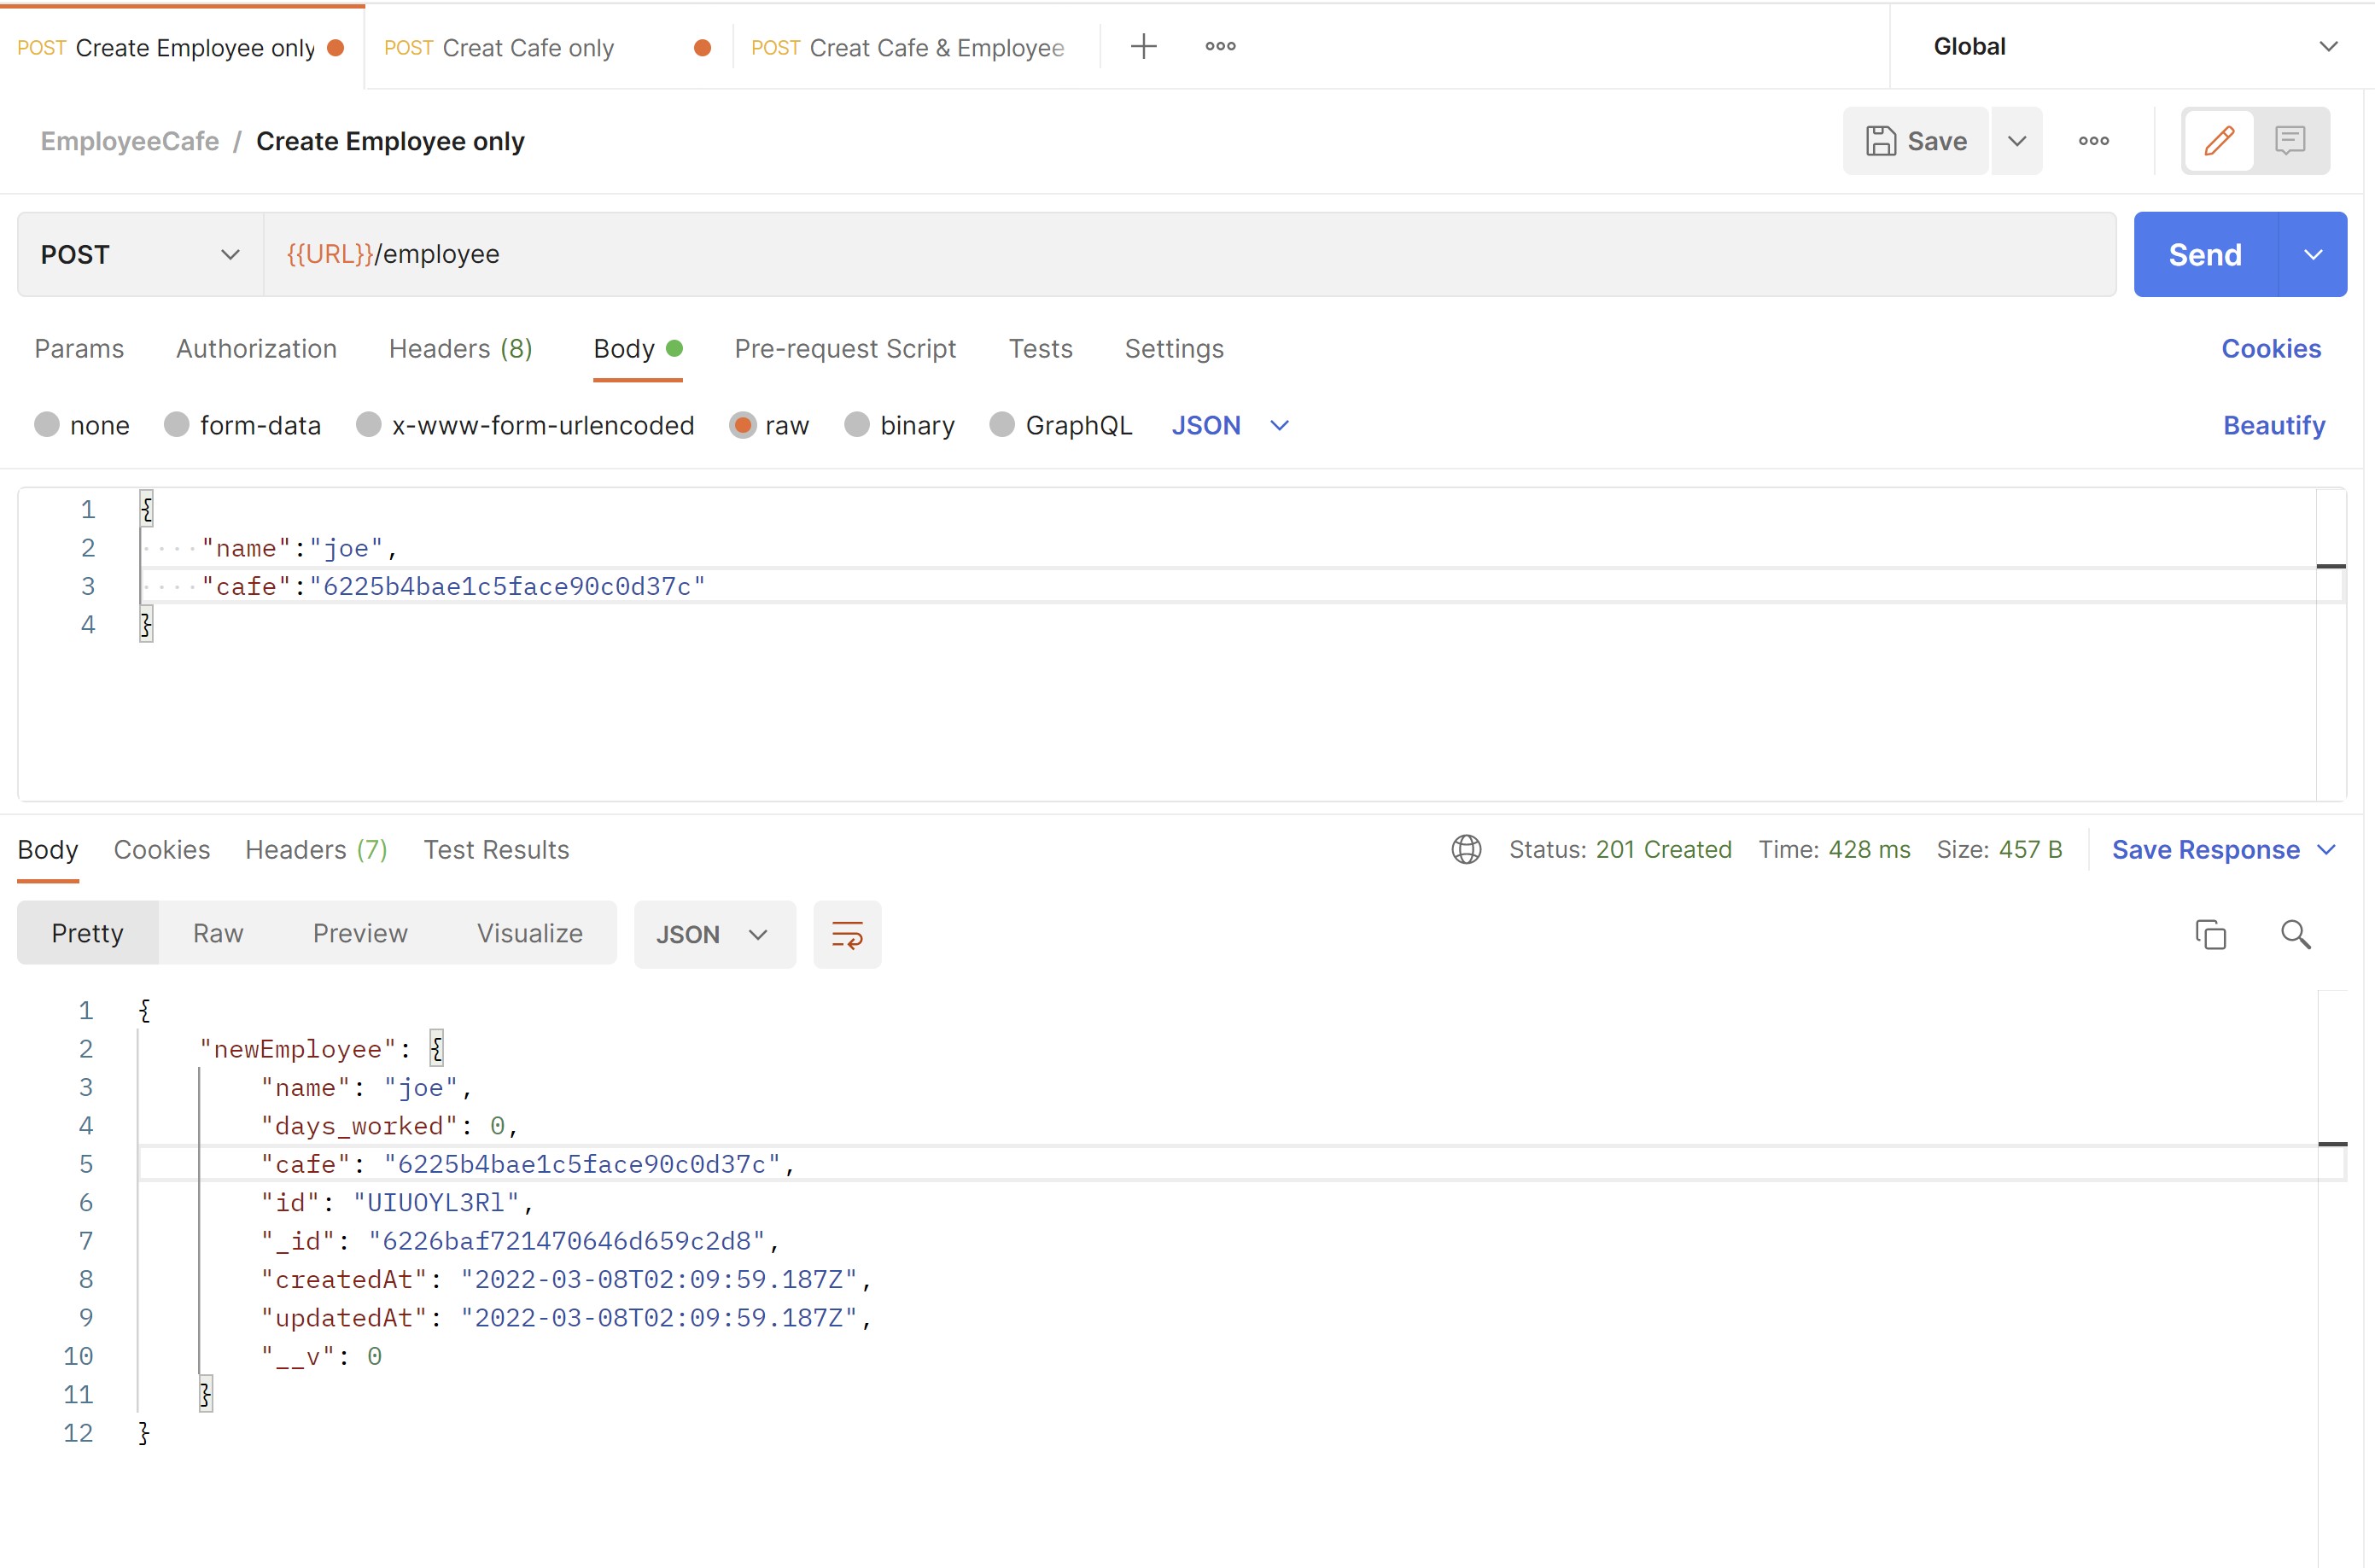 POST Create Employee only POST Creat Cafe only POST Creat Cafe & Employee Global
EmployeeCafe / Create Employee only Save
POST {{URL}}/employee Send
Params Authorization Headers (8) Body Pre-request Script Tests Settings Cookies
none form-data x-www-form-urlencoded raw binary GraphQL JSON Beautify
1 {
2 "name":"joe",
3 "cafe":"6225b4bae1c5face90c0d37c"
4 }
Body Cookies Headers (7) Test Results Status: 201 Created Time: 428 ms Size: 457 B Save Response
Pretty Raw Preview Visualize JSON
1 {
2 "newEmployee": {
3 "name": "joe",
4 "days_worked": 0,
5 "cafe": "6225b4bae1c5face90c0d37c",
6 "id": "UIUOYL3Rl",
7 "_id": "6226baf721470646d659c2d8",
8 "createdAt": "2022-03-08T02:09:59.187Z",
9 "updatedAt": "2022-03-08T02:09:59.187Z",
10 "__v": 0
11 }
12 }